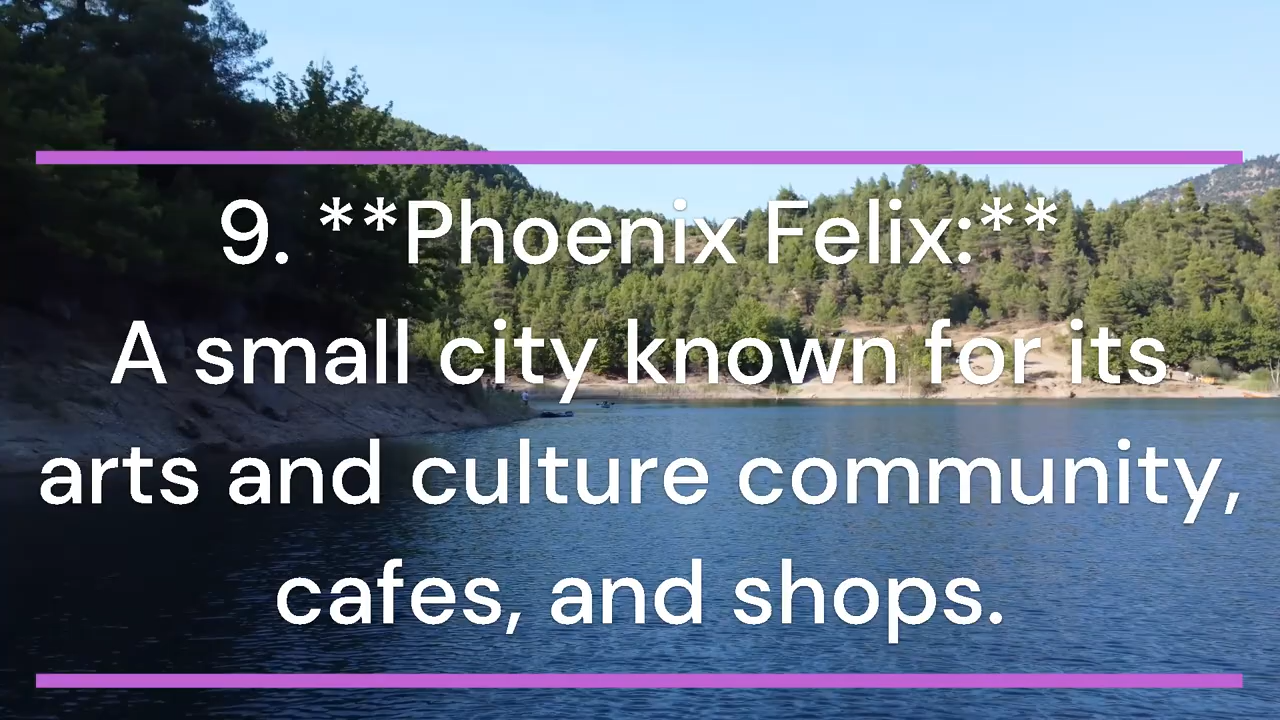 9. **Phoenix Felix:**
A small city known for its
arts and culture community,
cafes, and shops.